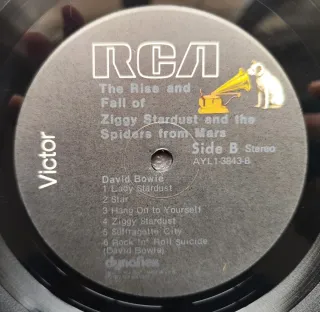 RCA
The Rise and
Fall of
Ziggy Stardust and the
Spiders from Mars
Victor
Side B Stereo
AYL1-3843-B
David Bowie
1 Lady Stardust
2 Star
3 Hang On to Yourself
4 Ziggy Stardust
5 Suffragette City
6 Rock 'n' Roll Suicide
(David Bowie)
dynaflex